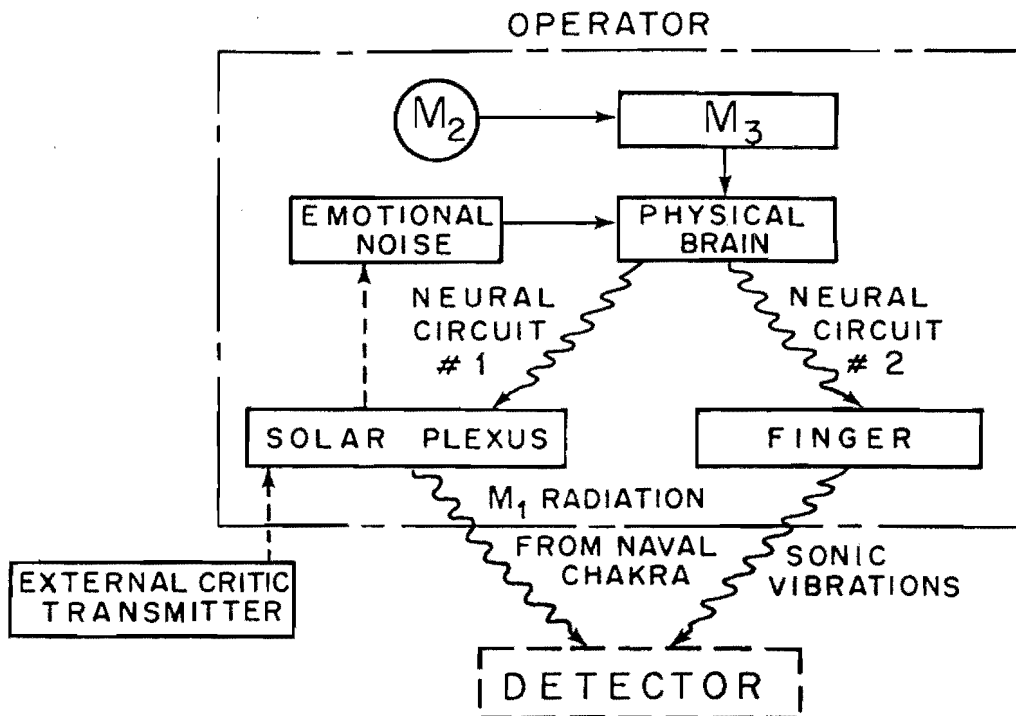 OPERATOR
M2
M3
EMOTIONAL
NOISE
PHYSICAL
BRAIN
NEURAL
CIRCUIT
# 1
NEURAL
CIRCUIT
# 2
SOLAR PLEXUS
FINGER
M1 RADIATION
FROM NAVAL
CHAKRA
SONIC
VIBRATIONS
EXTERNAL CRITIC
TRANSMITTER
DETECTOR